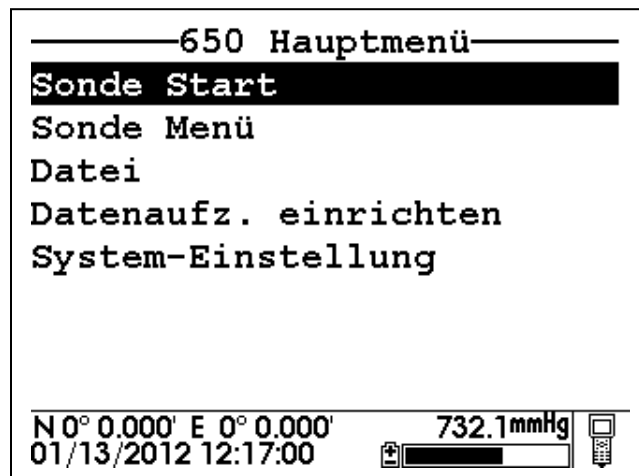 650 Hauptmenü
Sonde Start
Sonde Menü
Datei
Datenaufz. einrichten
System-Einstellung
N 0° 0.000' E 0° 0.000' 732.1mmHg
01/13/2012 12:17:00